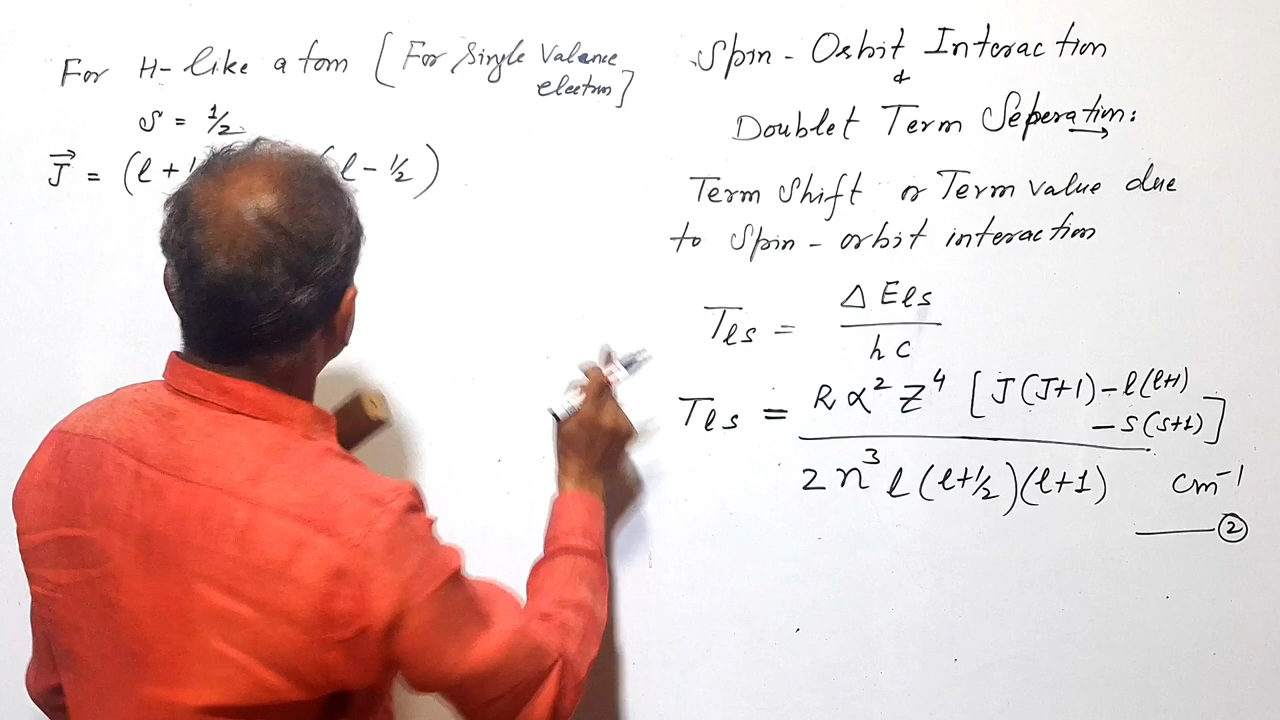 For H-like atom [For Single Valance
electron]
S = 1/2
J⃗ = (l + 1 (l - 1/2)
Spin-Orbit Interaction
&
Doublet Term Seperation:
Term Shift or Term value due
to Spin-orbit interaction
Tls = ΔEls / hc
Tls = Rα²Z⁴ [J(J+1) - l(l+1)
- s(s+1)]
2n³l(l+1/2)(l+1) cm⁻¹
②